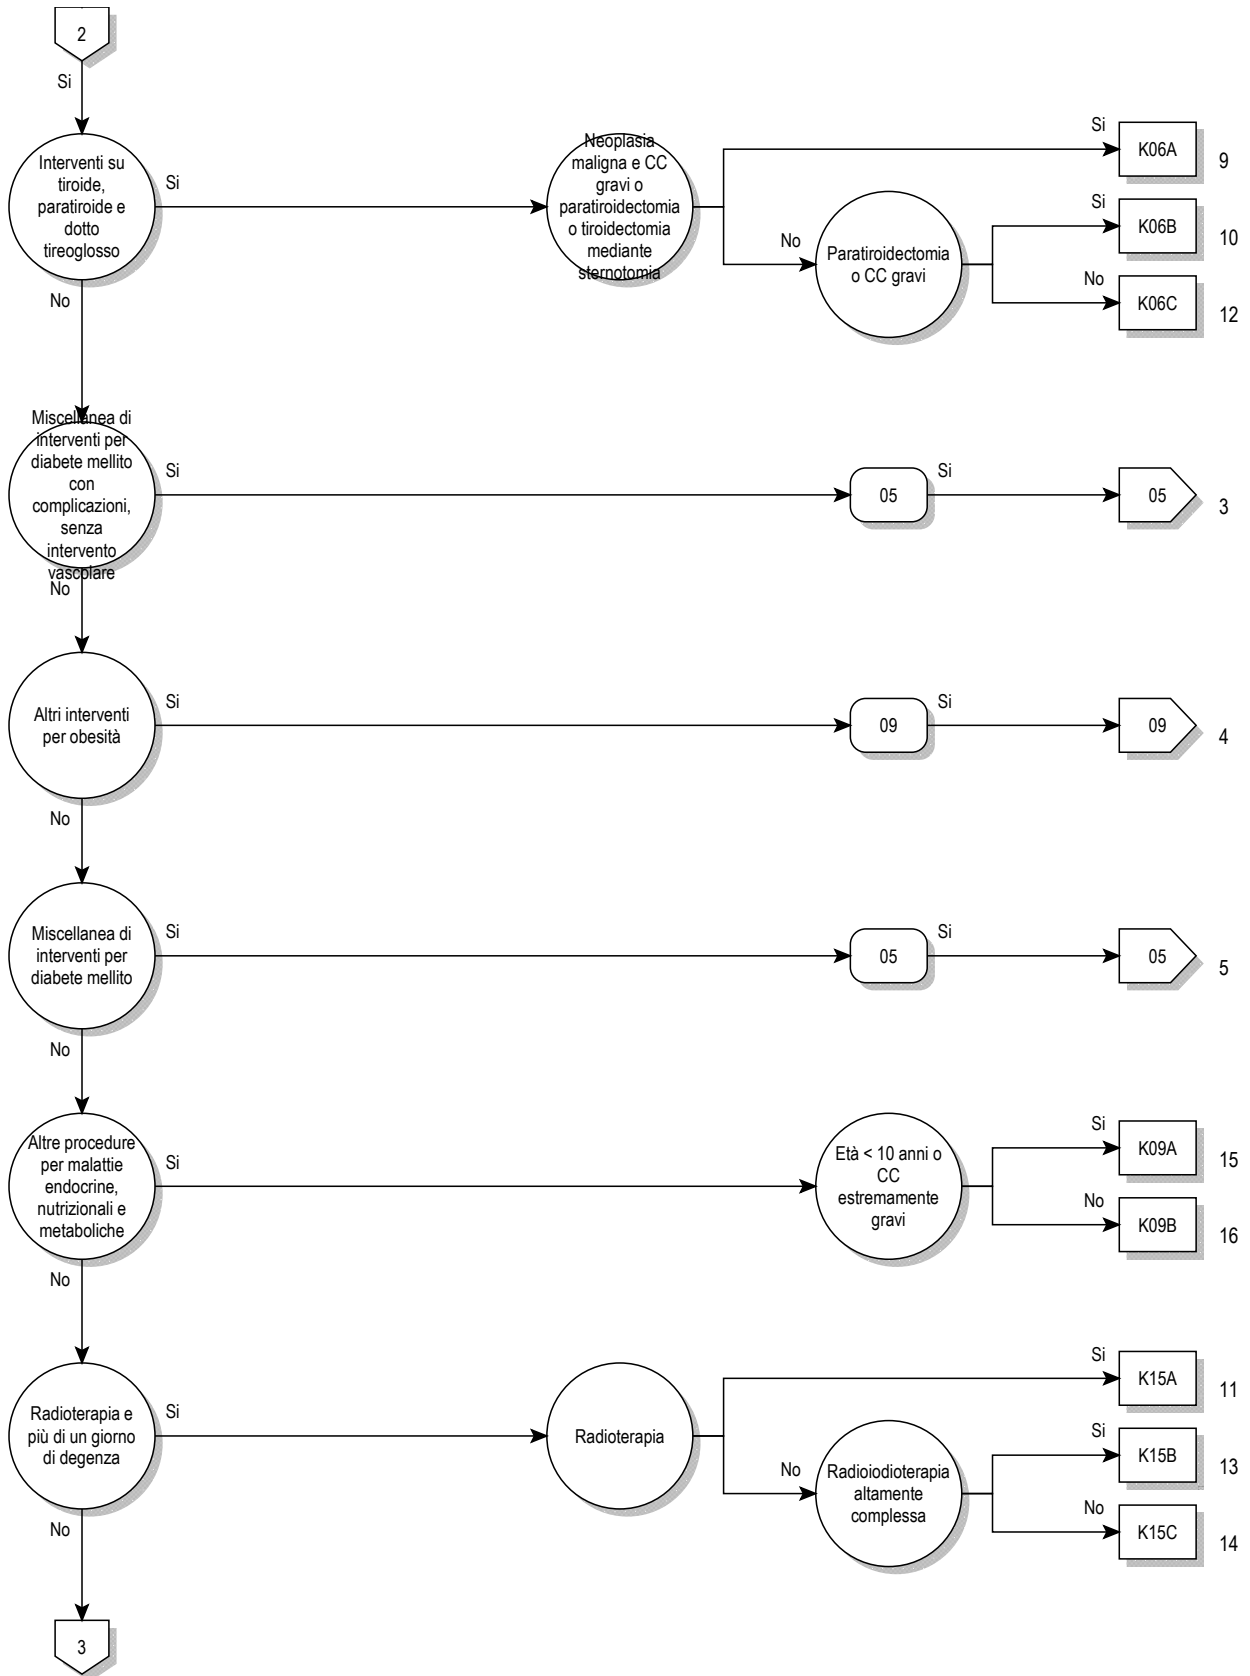 2
Si
Interventi su
tiroide,
paratiroide e
dotto
tireoglosso
Si
Neoplasia
maligna e CC
gravi o
paratiroidectomia
o tiroidectomia
mediante
sternotomia
Si
K06A
9
No
Paratiroidectomia
o CC gravi
Si
K06B
10
No
K06C
12
No
Miscellanea di
interventi per
diabete mellito
con
complicazioni,
senza
intervento
vascolare
Si
05
Si
05
3
No
Altri interventi
per obesità
Si
09
Si
09
4
No
Miscellanea di
interventi per
diabete mellito
Si
05
Si
05
5
No
Altre procedure
per malattie
endocrine,
nutrizionali e
metaboliche
Si
Età < 10 anni o
CC
estremamente
gravi
Si
K09A
15
No
K09B
16
No
Radioterapia e
più di un giorno
di degenza
Si
Radioterapia
Si
K15A
11
No
Radioiodioterapia
altamente
complessa
Si
K15B
13
No
K15C
14
No
3